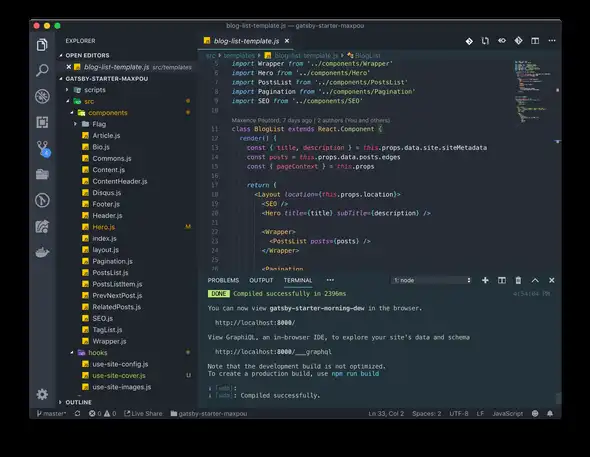 blog-list-template.js — gatsby-starter-maxpou
EXPLORER
OPEN EDITORS
blog-list-template.js src/templates
GATSBY-STARTER-MAXPOU
scripts
src
components
Flag
Article.js
Bio.js
Commons.js
Content.js
ContentHeader.js
Disqus.js
Footer.js
Header.js
Hero.js M
index.js
layout.js
Pagination.js
PostsList.js
PostsListItem.js
PrevNextPost.js
RelatedPosts.js
SEO.js
TagList.js
Wrapper.js
hooks
use-site-config.js
use-site-cover.js U
use-site-images.js
OUTLINE
blog-list-template.js
src templates blog-list-template.js BlogList
5 import Wrapper from '../components/Wrapper'
6 import Hero from '../components/Hero'
7 import PostsList from '../components/PostsList'
8 import Pagination from '../components/Pagination'
9 import SEO from '../components/SEO'
10
Maxence Poutord, 7 days ago | 2 authors (You and others)
11 class BlogList extends React.Component {
12 render() {
13 const { title, description } = this.props.data.site.siteMetadata
14 const posts = this.props.data.posts.edges
15 const { pageContext } = this.props
16
17 return (
18 <Layout location={this.props.location}>
19 <SEO />
20 <Hero title={title} subTitle={description} />
21
22 <Wrapper>
23 <PostsList posts={posts} />
24 </Wrapper>
25
26 <Pagination
PROBLEMS OUTPUT TERMINAL ••• 1: node
DONE Compiled successfully in 2396ms
You can now view gatsby-starter-morning-dew in the browser.
http://localhost:8000/
View GraphiQL, an in-browser IDE, to explore your site's data and schema
http://localhost:8000/___graphql
Note that the development build is not optimized.
To create a production build, use npm run build
ℹ ｢wdm｣:
ℹ ｢wdm｣: Compiled successfully.
master* 0 0 Live Share gatsby-starter-maxpou Ln 33, Col 2 Spaces: 2 UTF-8 LF JavaScript